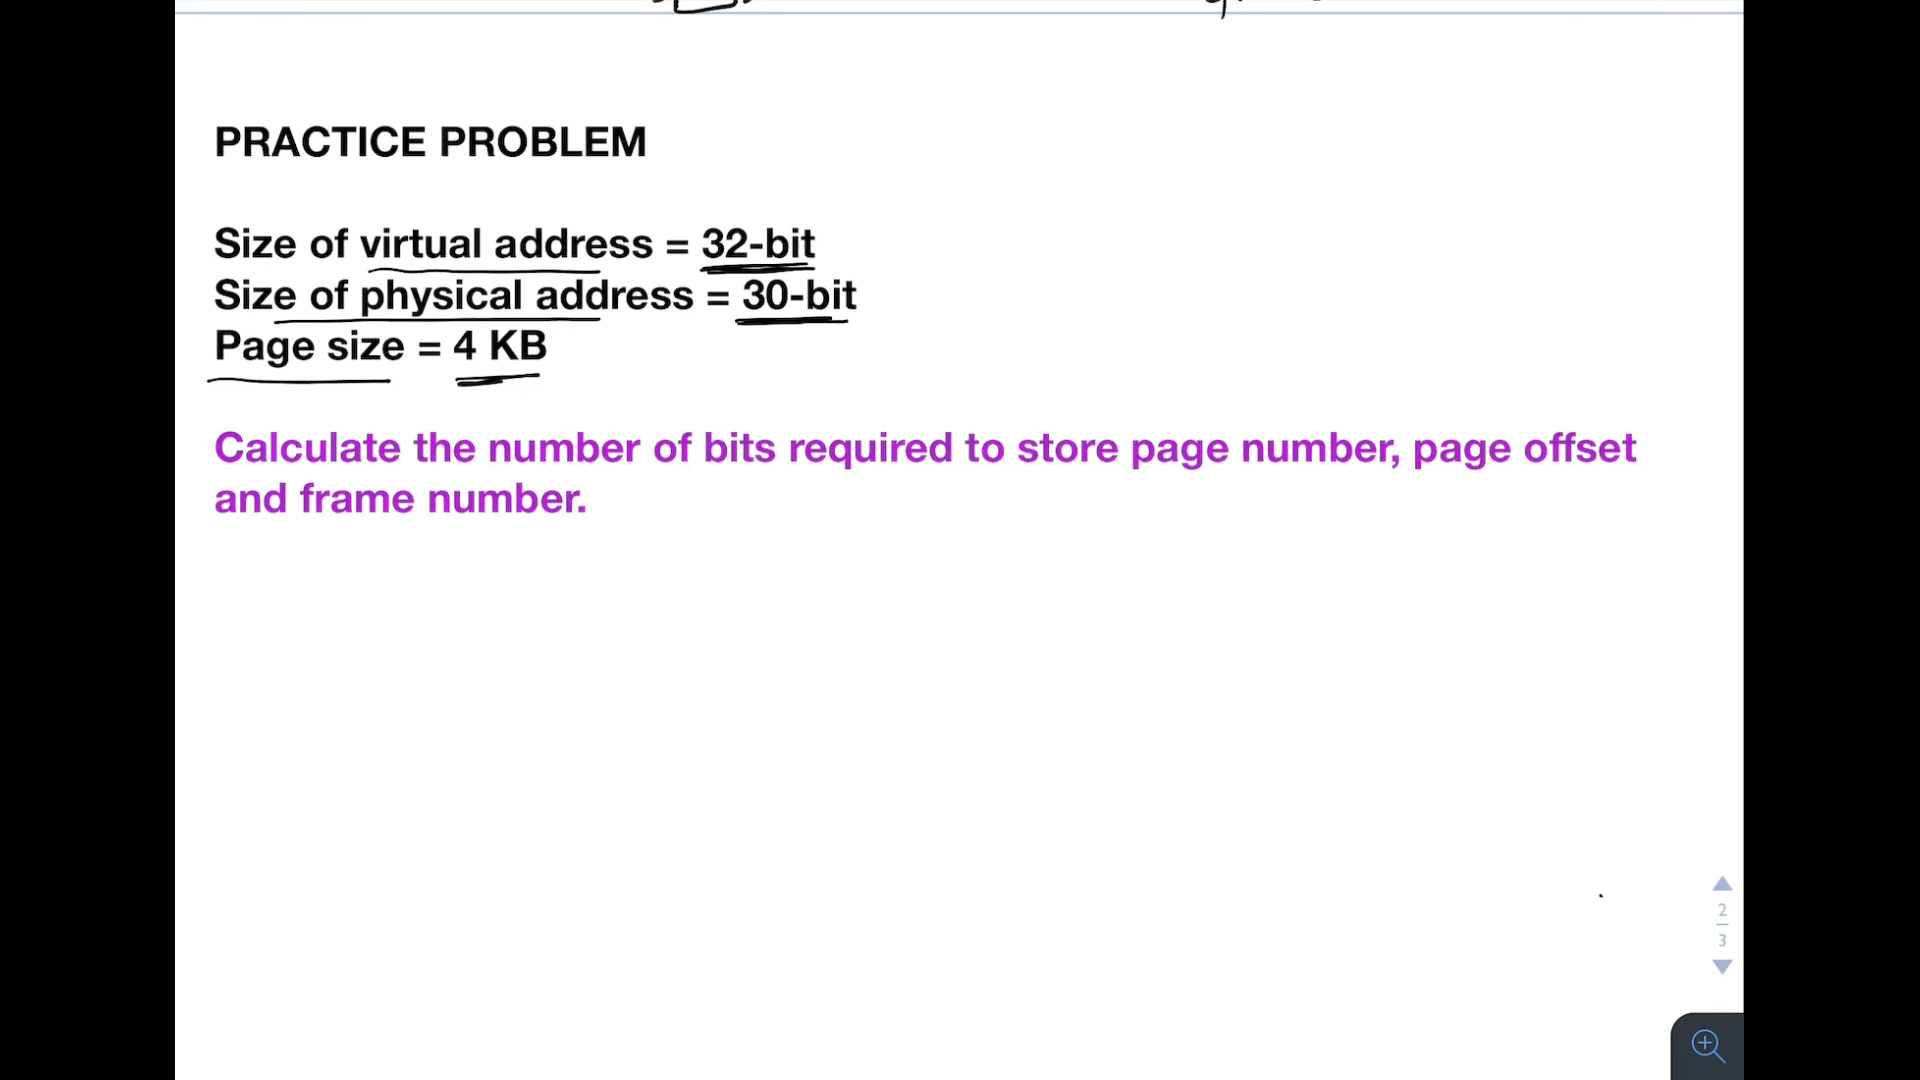 PRACTICE PROBLEM
Size of virtual address = 32-bit
Size of physical address = 30-bit
Page size = 4 KB
Calculate the number of bits required to store page number, page offset
and frame number.
2
3